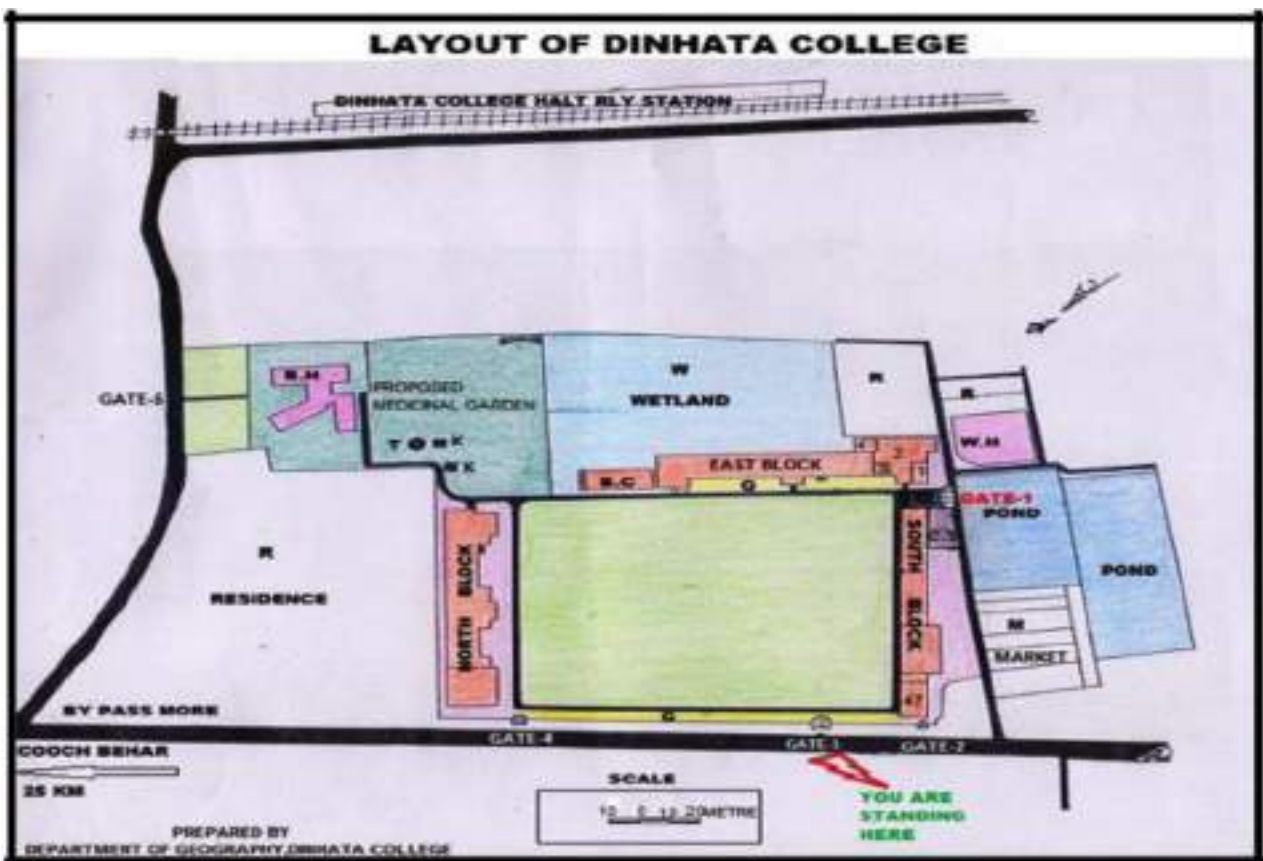 LAYOUT OF DINHATA COLLEGE
DINHATA COLLEGE HALT RLY STATION
GATE-5
B.H
PROPOSED
MEDICINAL GARDEN
W
WETLAND
R
R
W.H
EAST BLOCK
B.C
G
GATE-1
POND
POND
SOUTH BLOCK
NORTH BLOCK
R
RESIDENCE
M
MARKET
BY PASS MORE
G
GATE-4
GATE-3
GATE-2
COOCH BEHAR
25 KM
SCALE
METRE
YOU ARE
STANDING
HERE
PREPARED BY
DEPARTMENT OF GEOGRAPHY,DINHATA COLLEGE